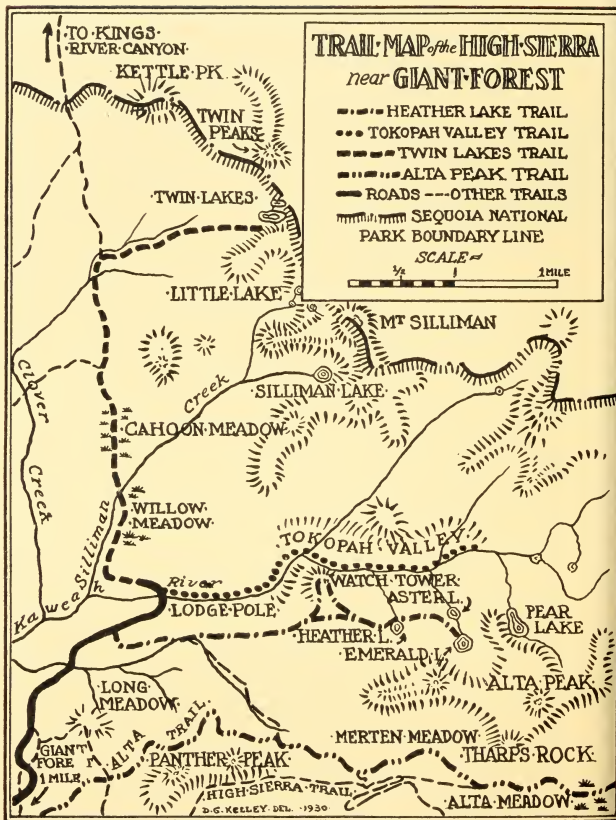 TO KINGS
RIVER CANYON
KETTLE PK.
TWIN
PEAKS
TWIN·LAKES
TRAIL·MAP of the HIGH·SIERRA
near GIANT·FOREST
HEATHER LAKE TRAIL
TOKOPAH VALLEY TRAIL
TWIN LAKES TRAIL
ALTA PEAK TRAIL
ROADS --- OTHER TRAILS
SEQUOIA NATIONAL
PARK BOUNDARY LINE
SCALE
1/2 1 MILE
LITTLE LAKE
MT SILLIMAN
SILLIMAN LAKE
Clover
Creek
CAHOON MEADOW
Silliman
Creek
WILLOW
MEADOW
TOKOPAH VALLEY
Kaweah
River
LODGE·POLE
WATCH TOWER
ASTER L.
HEATHER·L.
EMERALD·L.
PEAR
LAKE
ALTA PEAK
LONG
MEADOW
ALTA TRAIL
MERTEN MEADOW
THARPS·ROCK
GIANT
FOREST
1 MILE
PANTHER PEAK
HIGH·SIERRA TRAIL
ALTA MEADOW
D.G. KELLEY DEL. ·1930·